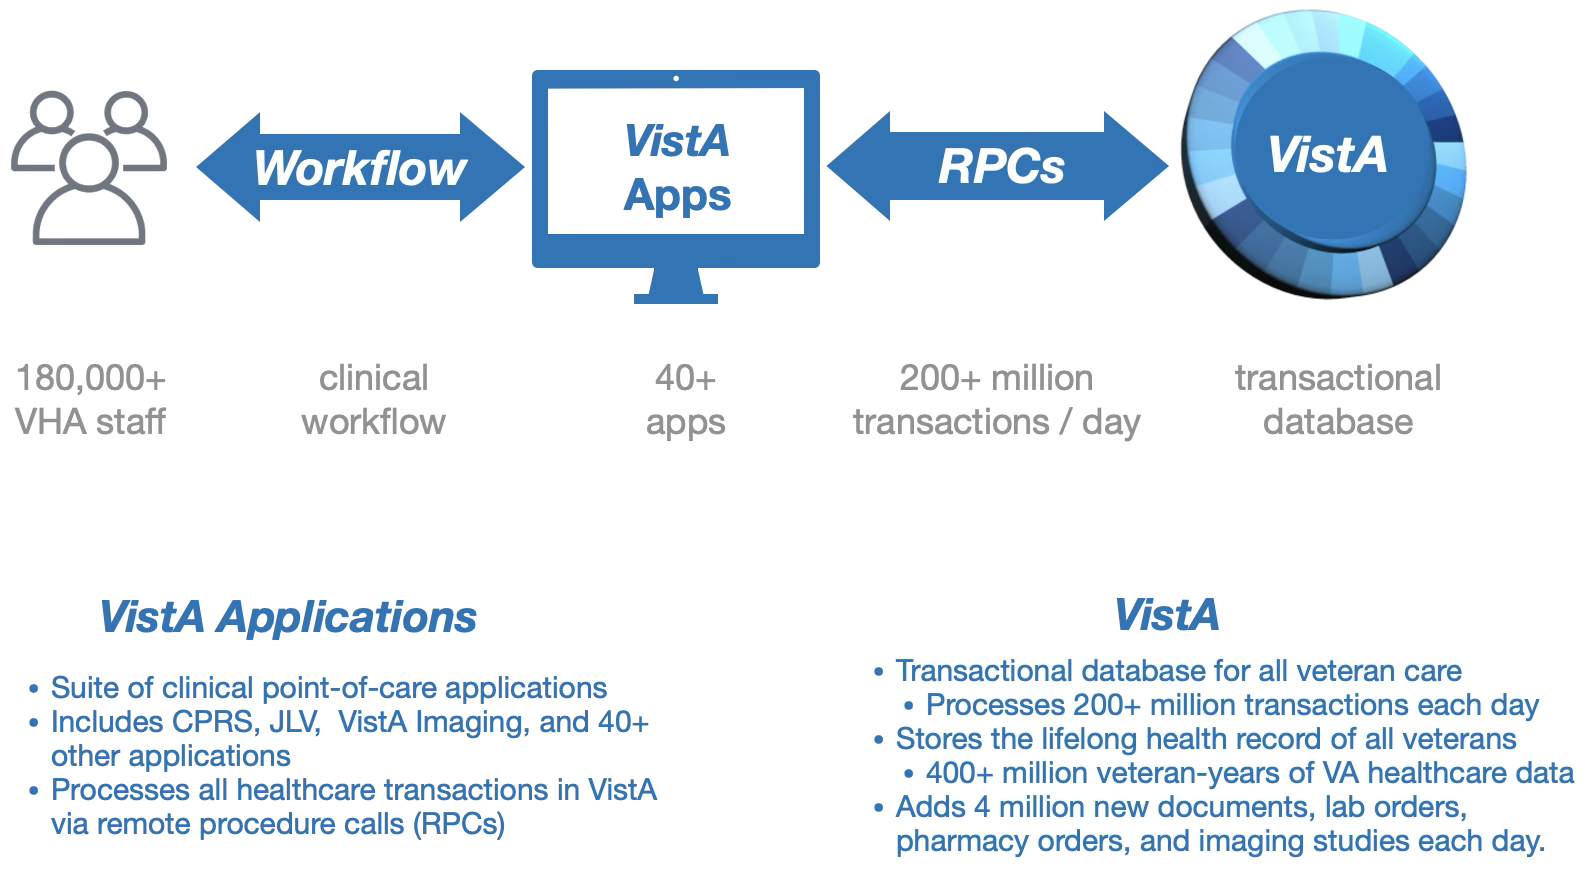 Workflow
VistA
Apps
RPCs
VistA
180,000+
VHA staff
clinical
workflow
40+
apps
200+ million
transactions / day
transactional
database
VistA Applications
• Suite of clinical point-of-care applications
• Includes CPRS, JLV, VistA Imaging, and 40+
other applications
• Processes all healthcare transactions in VistA
via remote procedure calls (RPCs)
VistA
• Transactional database for all veteran care
• Processes 200+ million transactions each day
• Stores the lifelong health record of all veterans
• 400+ million veteran-years of VA healthcare data
• Adds 4 million new documents, lab orders,
pharmacy orders, and imaging studies each day.